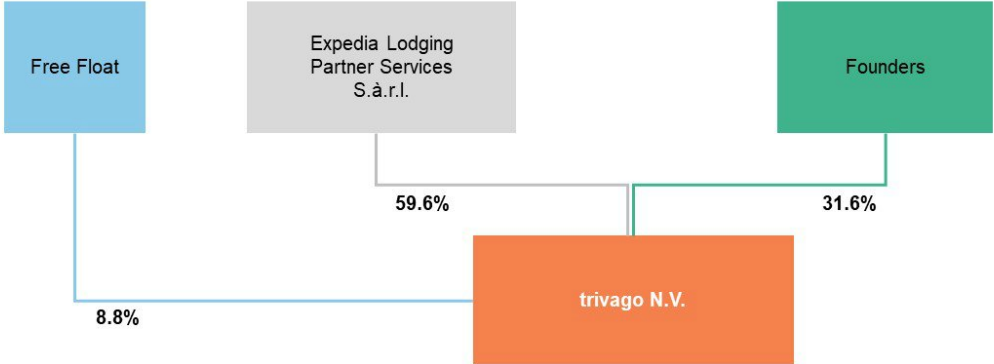 Free Float
Expedia Lodging
Partner Services
S.à.r.l.
Founders
59.6%
31.6%
trivago N.V.
8.8%